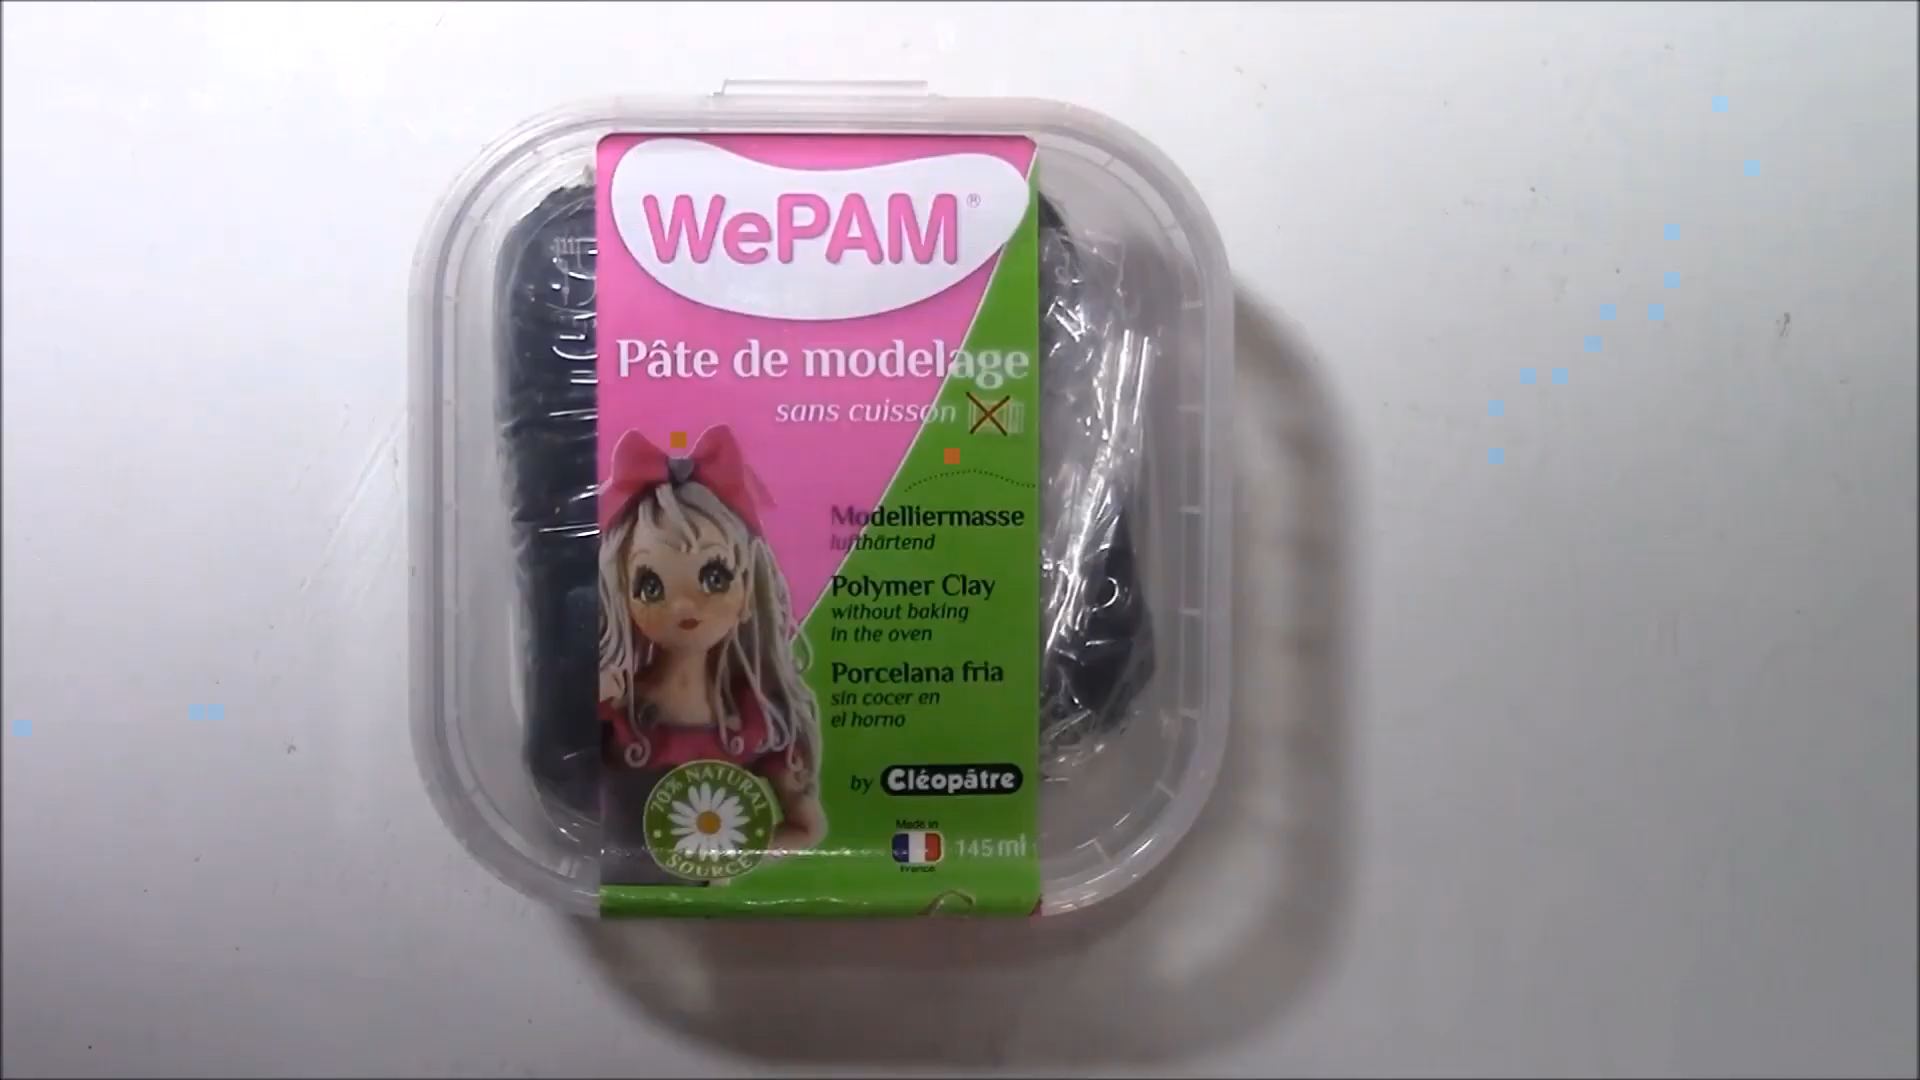 WePAM®
Pâte de modelage
sans cuisson
Modelliermasse
lufthärtend
Polymer Clay
without baking
in the oven
Porcelana fria
sin cocer en
el horno
by Cléopâtre
70% NATURAL
SOURCE
Made in
France
145 ml